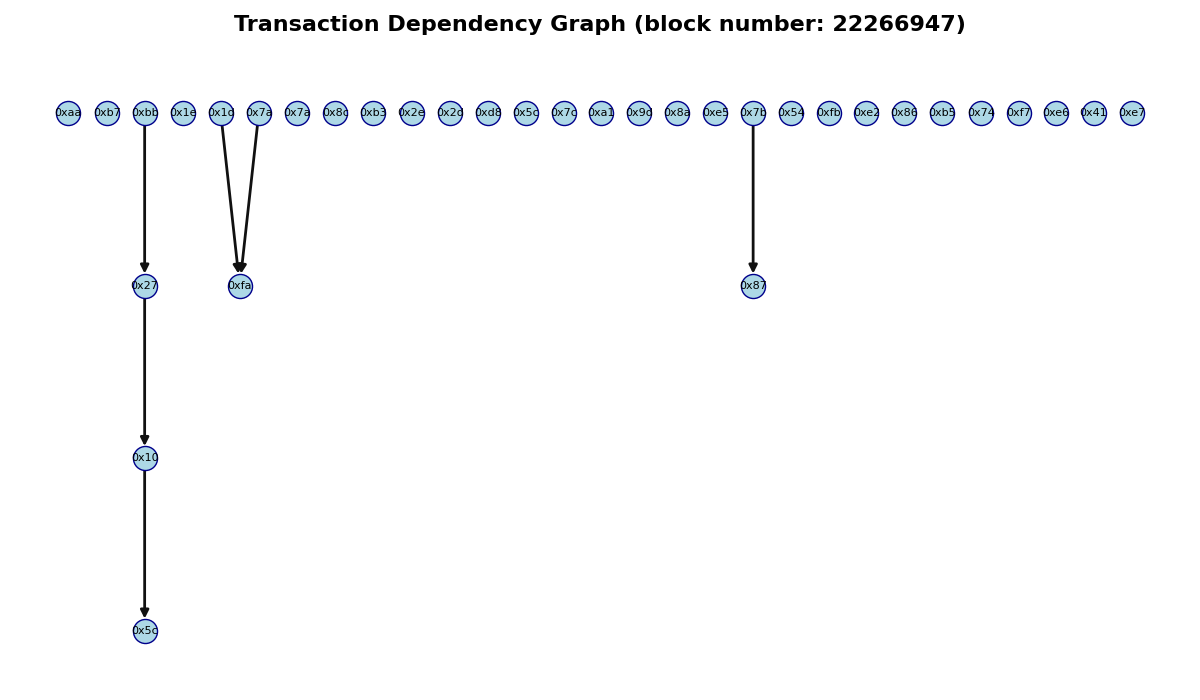 Transaction Dependency Graph (block number: 22266947)
0xaa 0xb7 0xbb 0x1e 0x1d 0x7a 0x7a 0x8c 0xb3 0x2e 0x2d 0xd8 0x5c 0x7c 0xa1 0x9d 0x8a 0xe5 0x7b 0x54 0xfb 0xe2 0x86 0xb5 0x74 0xf7 0xe6 0x41 0xe7
0x27 0xfa 0x87
0x10
0x5c